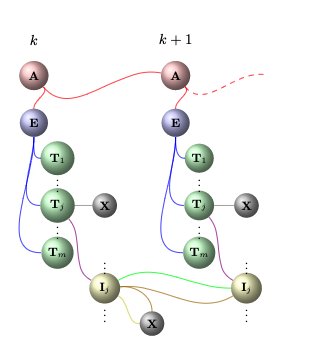 k k + 1
A A
E E
T1 T1
Tj X Tj X
Tm Tm
Ij Ij
X